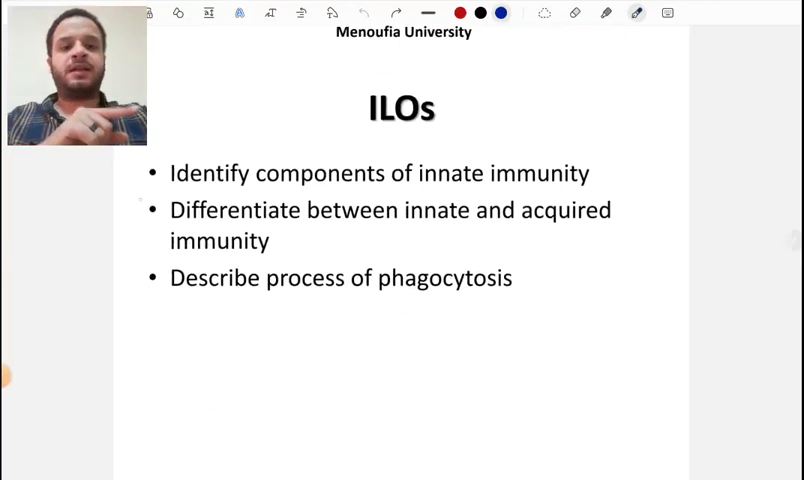 Menoufia University
ILOs
• Identify components of innate immunity
• Differentiate between innate and acquired
immunity
• Describe process of phagocytosis